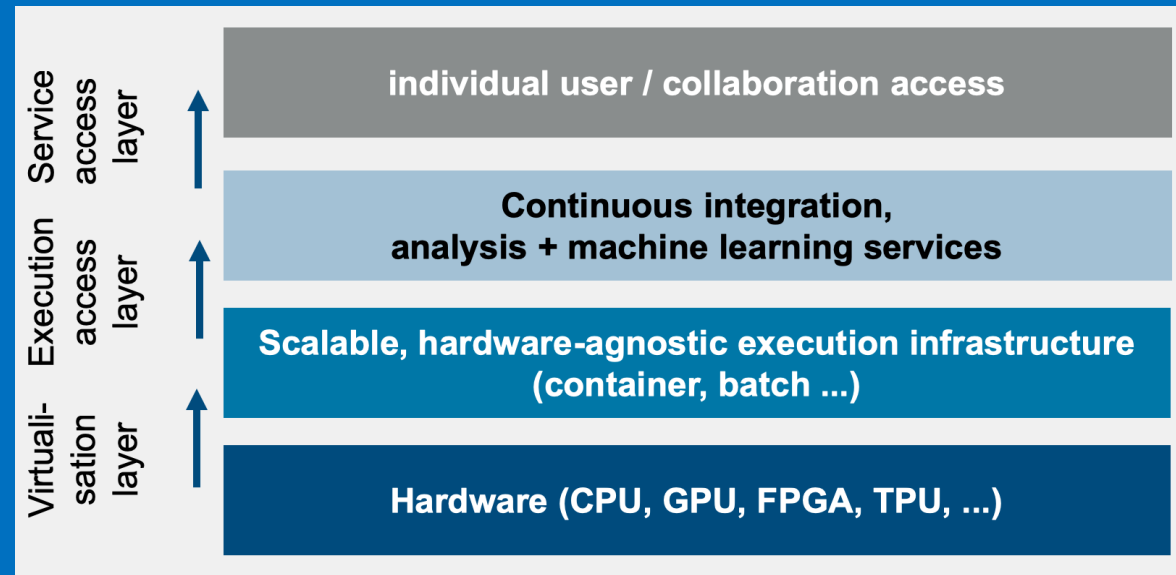 Service
access
layer
individual user / collaboration access
Execution
access
layer
Continuous integration,
analysis + machine learning services
Scalable, hardware-agnostic execution infrastructure
(container, batch ...)
Virtuali-
sation
layer
Hardware (CPU, GPU, FPGA, TPU, ...)